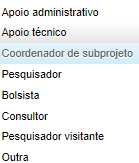 Apoio administrativo
Apoio técnico
Coordenador de subprojeto
Pesquisador
Bolsista
Consultor
Pesquisador visitante
Outra